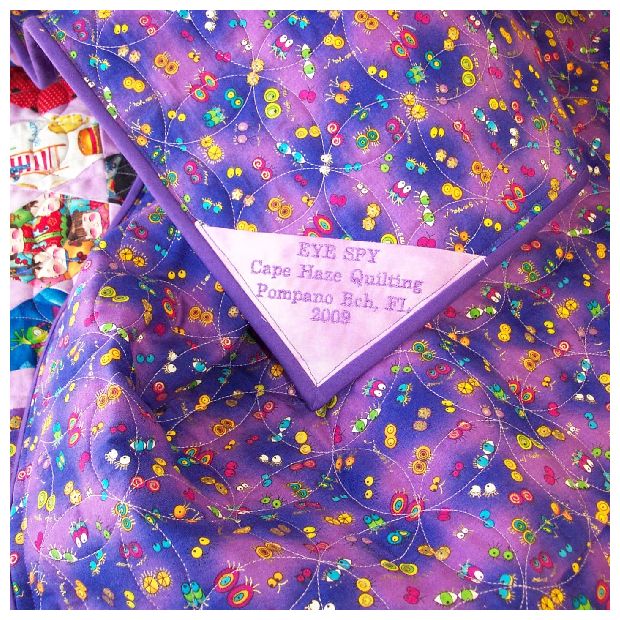 EYE SPY
Cape Haze Quilting
Pompano Bch, Fl.
2009